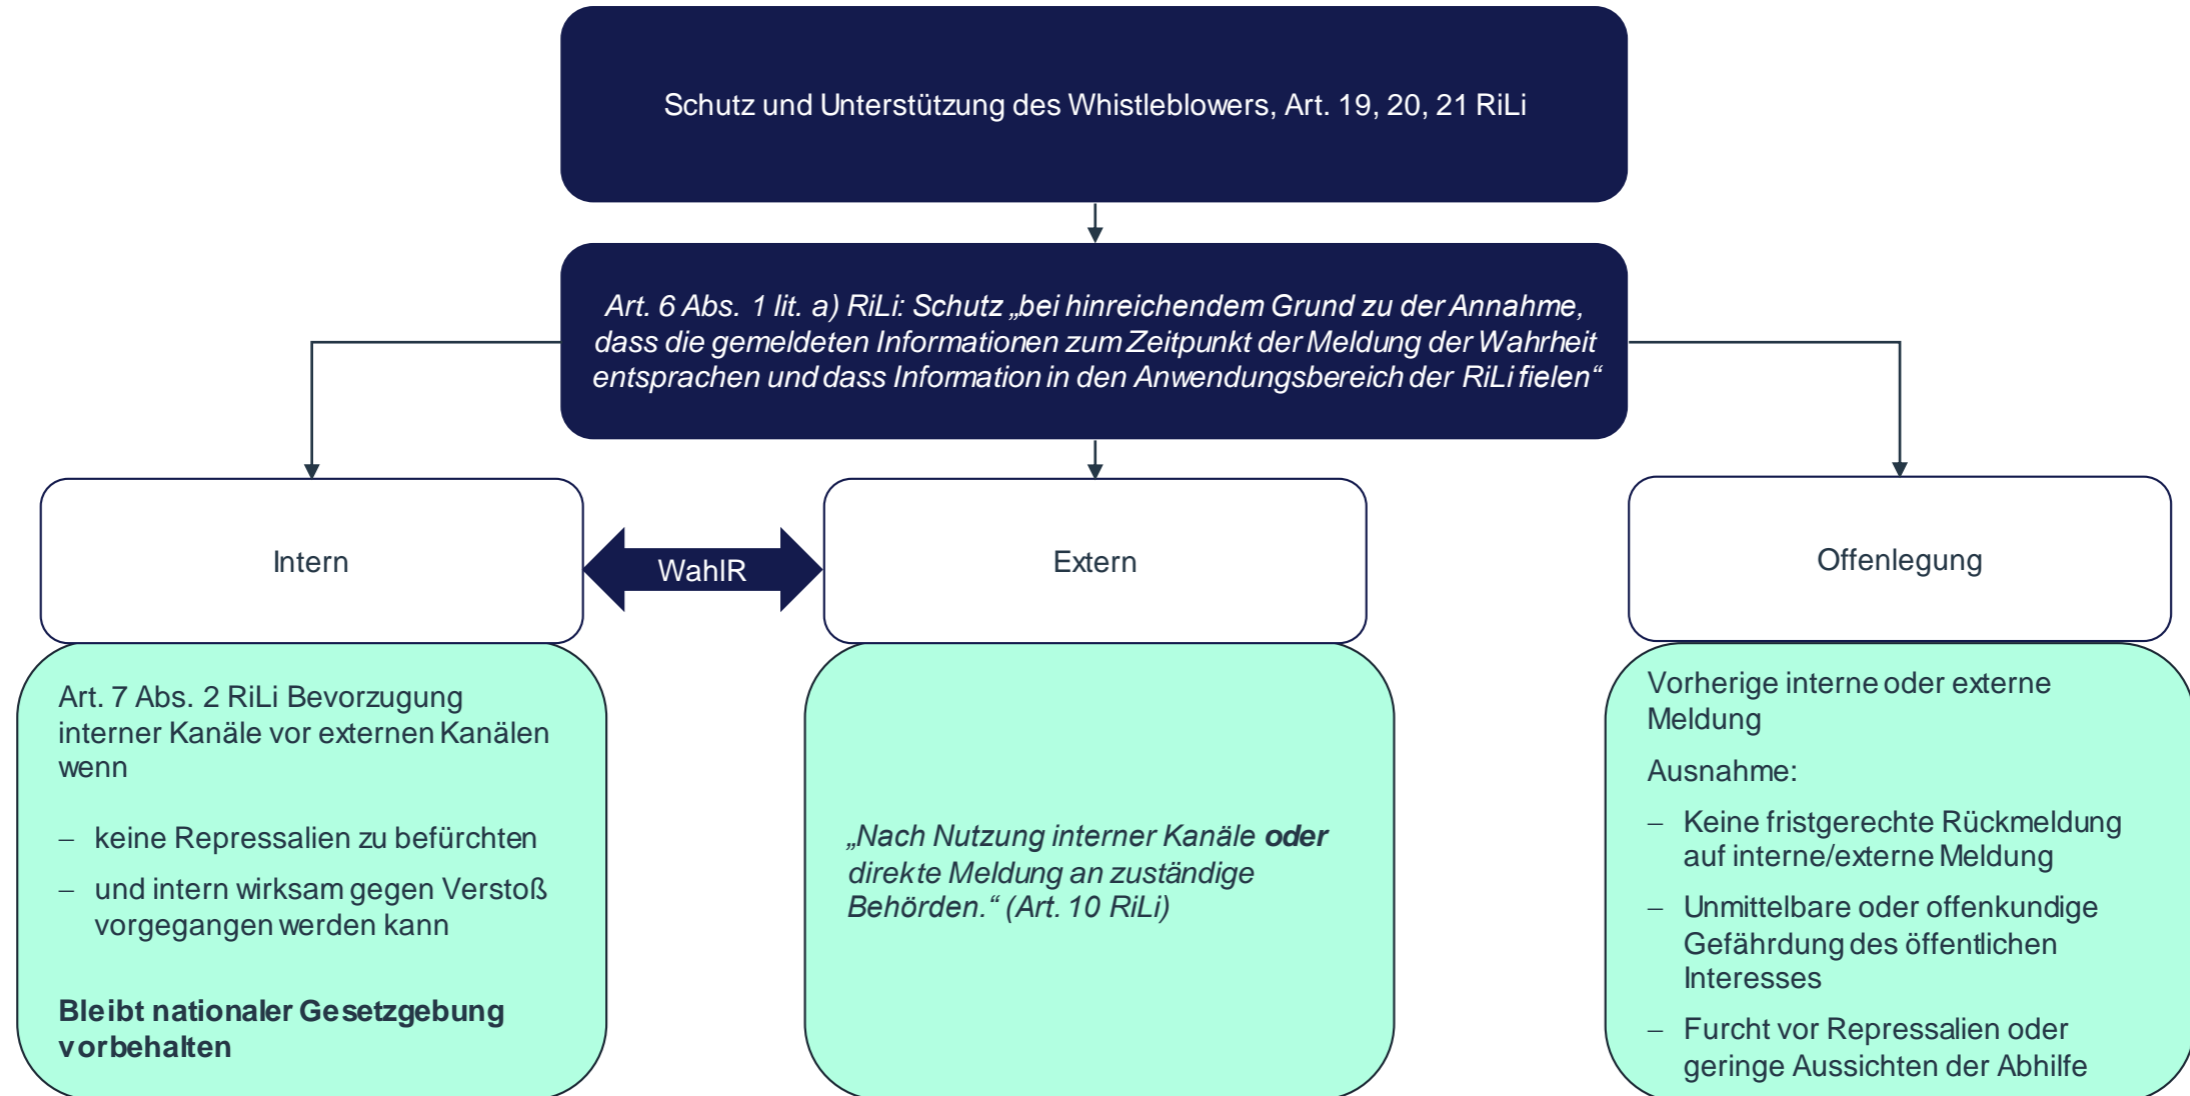 Schutz und Unterstützung des Whistleblowers, Art. 19, 20, 21 RiLi
Art. 6 Abs. 1 lit. a) RiLi: Schutz „bei hinreichendem Grund zu der Annahme,
dass die gemeldeten Informationen zum Zeitpunkt der Meldung der Wahrheit
entsprachen und dass Information in den Anwendungsbereich der RiLi fielen“
Intern
WahlR
Extern
Offenlegung
Art. 7 Abs. 2 RiLi Bevorzugung
interner Kanäle vor externen Kanälen
wenn
– keine Repressalien zu befürchten
– und intern wirksam gegen Verstoß
vorgegangen werden kann
Bleibt nationaler Gesetzgebung
vorbehalten
„Nach Nutzung interner Kanäle oder
direkte Meldung an zuständige
Behörden.“ (Art. 10 RiLi)
Vorherige interne oder externe
Meldung
Ausnahme:
– Keine fristgerechte Rückmeldung
auf interne/externe Meldung
– Unmittelbare oder offenkundige
Gefährdung des öffentlichen
Interesses
– Furcht vor Repressalien oder
geringe Aussichten der Abhilfe